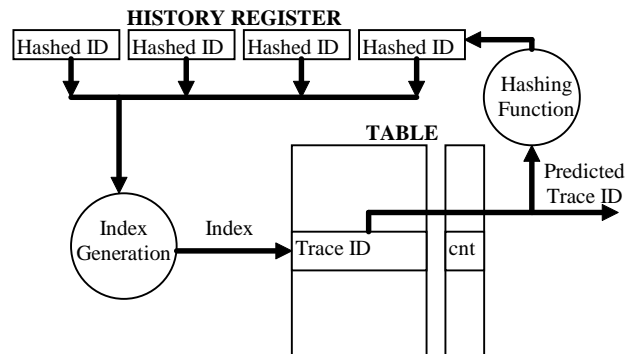 HISTORY REGISTER
Hashed ID
Hashed ID
Hashed ID
Hashed ID
Hashing
Function
TABLE
Predicted
Trace ID
Index
Generation
Index
Trace ID
cnt